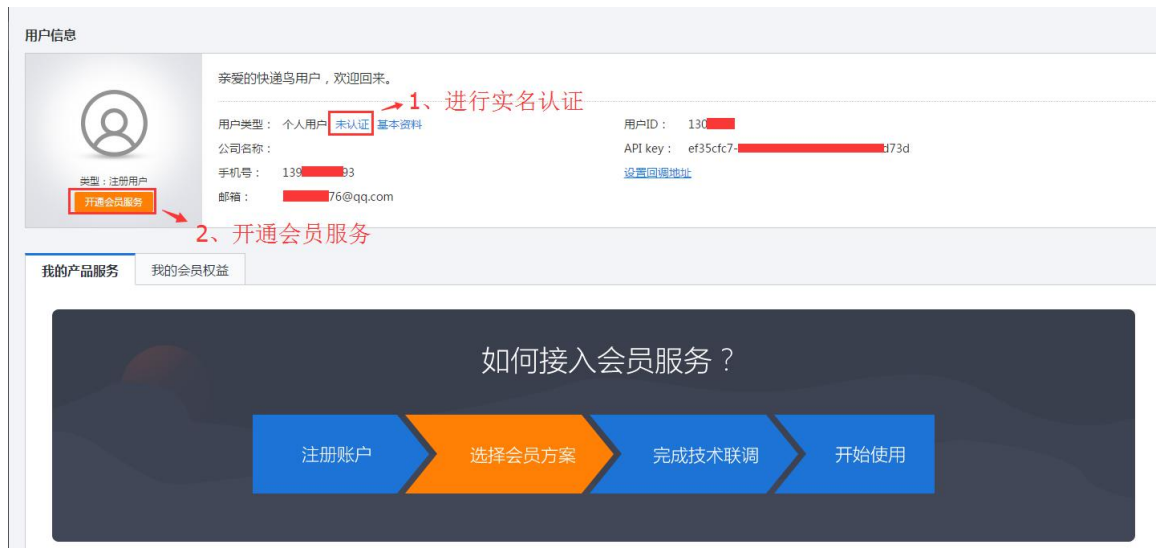 用户信息
亲爱的快递鸟用户，欢迎回来。
1、进行实名认证
用户类型： 个人用户 未认证 基本资料
用户ID： 130
公司名称：
API key： ef35cfc7- d73d
手机号： 139 93
设置回调地址
类型：注册用户
邮箱： 76@qq.com
开通会员服务
2、开通会员服务
我的产品服务 我的会员权益
如何接入会员服务？
注册账户 选择会员方案 完成技术联调 开始使用